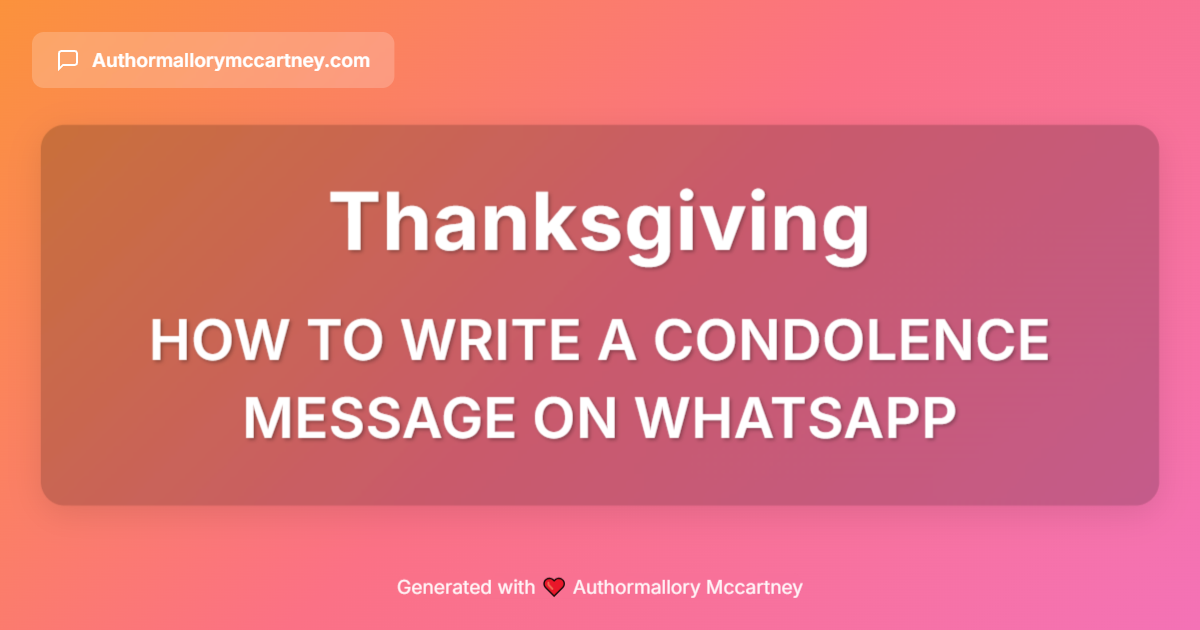 Authormallorymccartney.com
Thanksgiving
HOW TO WRITE A CONDOLENCE
MESSAGE ON WHATSAPP
Generated with ❤️ Authormallory Mccartney